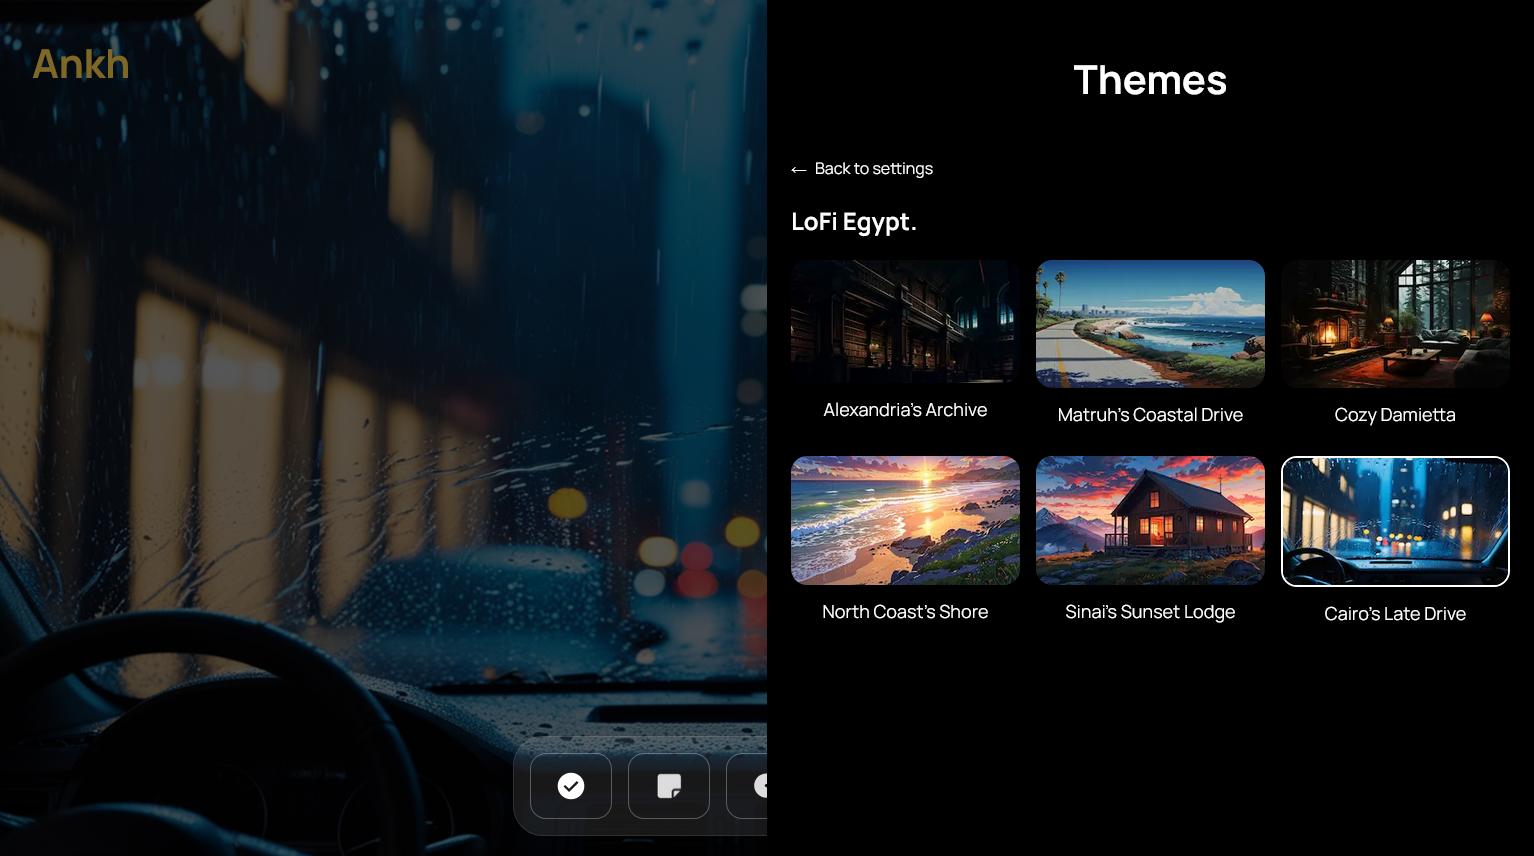 Ankh
Themes
← Back to settings
LoFi Egypt.
Alexandria's Archive
Matruh's Coastal Drive
Cozy Damietta
North Coast's Shore
Sinai's Sunset Lodge
Cairo's Late Drive